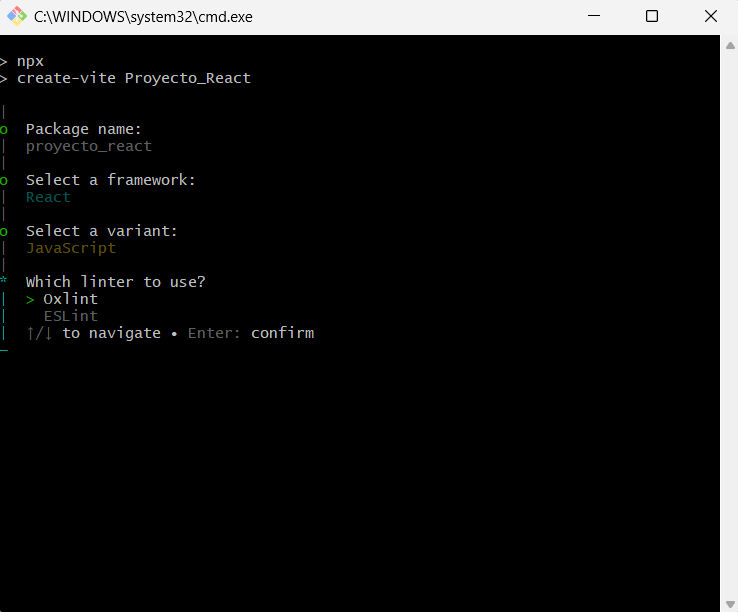 C:\WINDOWS\system32\cmd.exe
> npx
> create-vite Proyecto_React
|
o  Package name:
|  proyecto_react
|
o  Select a framework:
|  React
|
o  Select a variant:
|  JavaScript
|
*  Which linter to use?
|  > Oxlint
|    ESLint
|  ↑/↓ to navigate • Enter: confirm
_